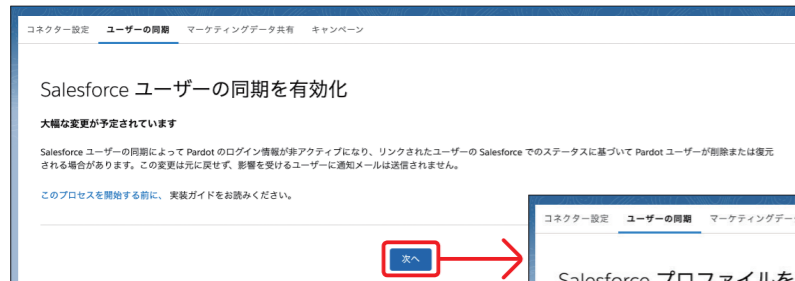 コネクター設定 ユーザーの同期 マーケティングデータ共有 キャンペーン
Salesforce ユーザーの同期を有効化
大幅な変更が予定されています
Salesforce ユーザーの同期によって Pardot のログイン情報が非アクティブになり、リンクされたユーザーの Salesforce でのステータスに基づいて Pardot ユーザーが削除または復元
される場合があります。この変更は元に戻せず、影響を受けるユーザーに通知メールは送信されません。
このプロセスを開始する前に、 実装ガイドをお読みください。
次へ
コネクター設定 ユーザーの同期 マーケティングデー
Salesforce プロファイルを